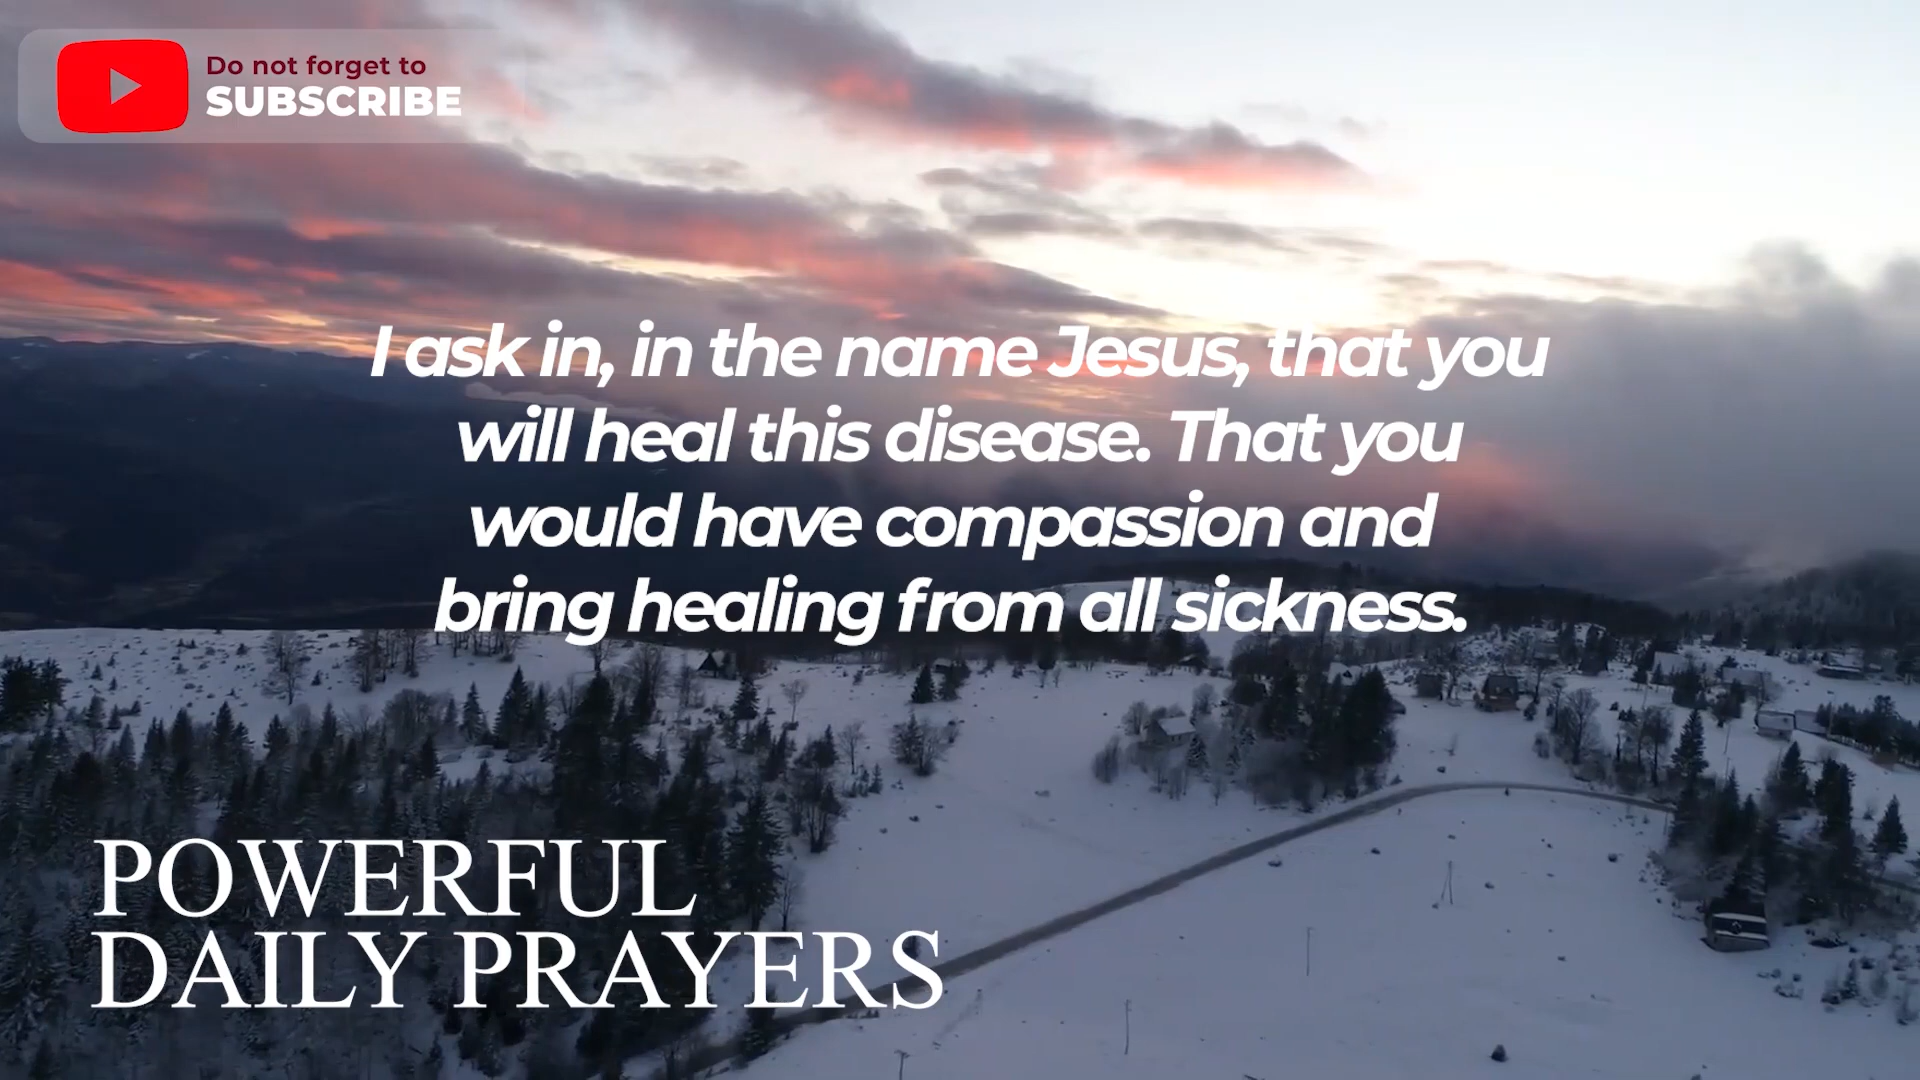 Do not forget to
SUBSCRIBE
I ask in, in the name Jesus, that you
will heal this disease. That you
would have compassion and
bring healing from all sickness.
POWERFUL
DAILY PRAYERS